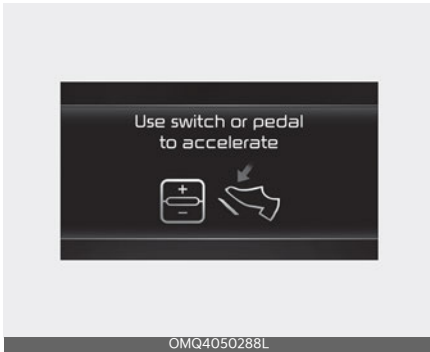 Use switch or pedal
to accelerate
+
−
OMQ4050288L